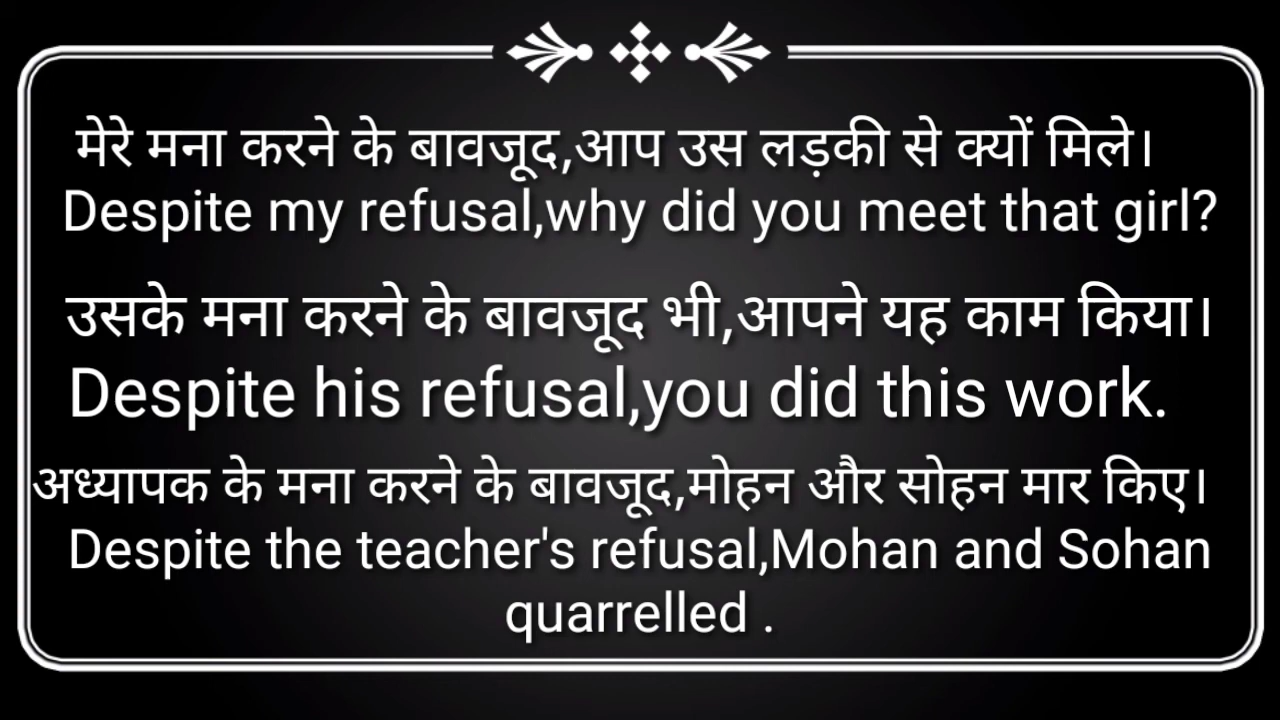 मेरे मना करने के बावजूद,आप उस लड़की से क्यों मिले।
Despite my refusal,why did you meet that girl?
उसके मना करने के बावजूद भी,आपने यह काम किया।
Despite his refusal,you did this work.
अध्यापक के मना करने के बावजूद,मोहन और सोहन मार किए।
Despite the teacher's refusal,Mohan and Sohan
quarrelled .